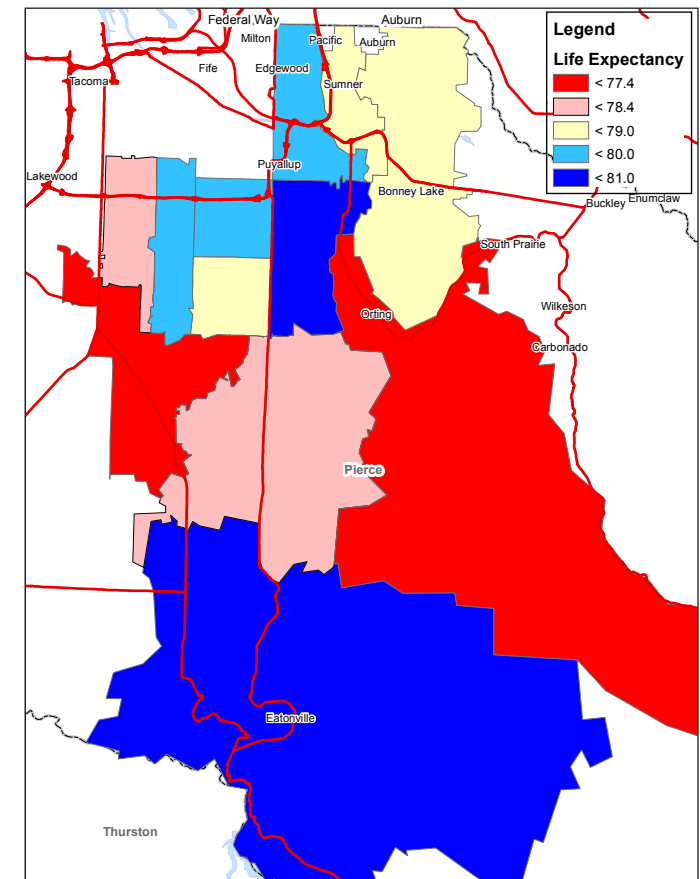 Federal Way
Auburn
Milton
Pacific
Auburn
Fife
Edgewood
Tacoma
Sumner
Legend
Life Expectancy
< 77.4
< 78.4
< 79.0
< 80.0
< 81.0
Puyallup
Lakewood
Bonney Lake
Buckley
Enumclaw
South Prairie
Orting
Wilkeson
Carbonado
Pierce
Eatonville
Thurston